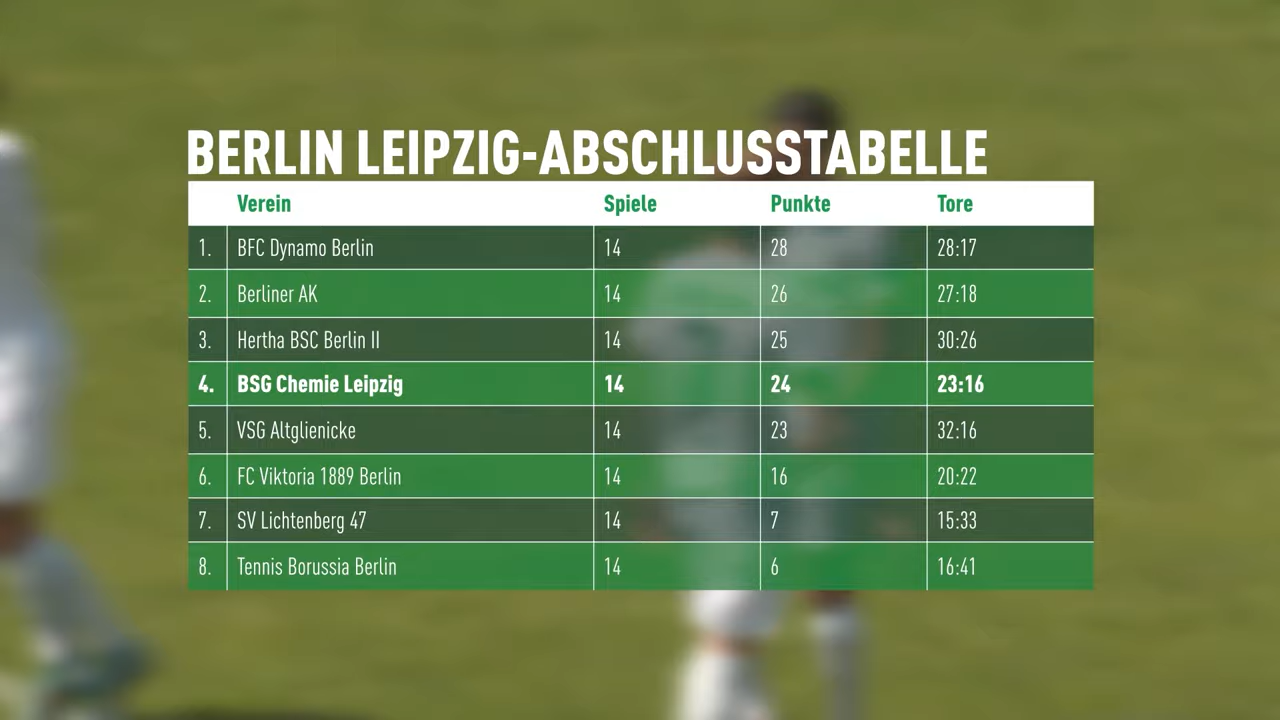 BERLIN LEIPZIG-ABSCHLUSSTABELLE
Verein Spiele Punkte Tore
1. BFC Dynamo Berlin 14 28 28:17
2. Berliner AK 14 26 27:18
3. Hertha BSC Berlin II 14 25 30:26
4. BSG Chemie Leipzig 14 24 23:16
5. VSG Altglienicke 14 23 32:16
6. FC Viktoria 1889 Berlin 14 16 20:22
7. SV Lichtenberg 47 14 7 15:33
8. Tennis Borussia Berlin 14 6 16:41